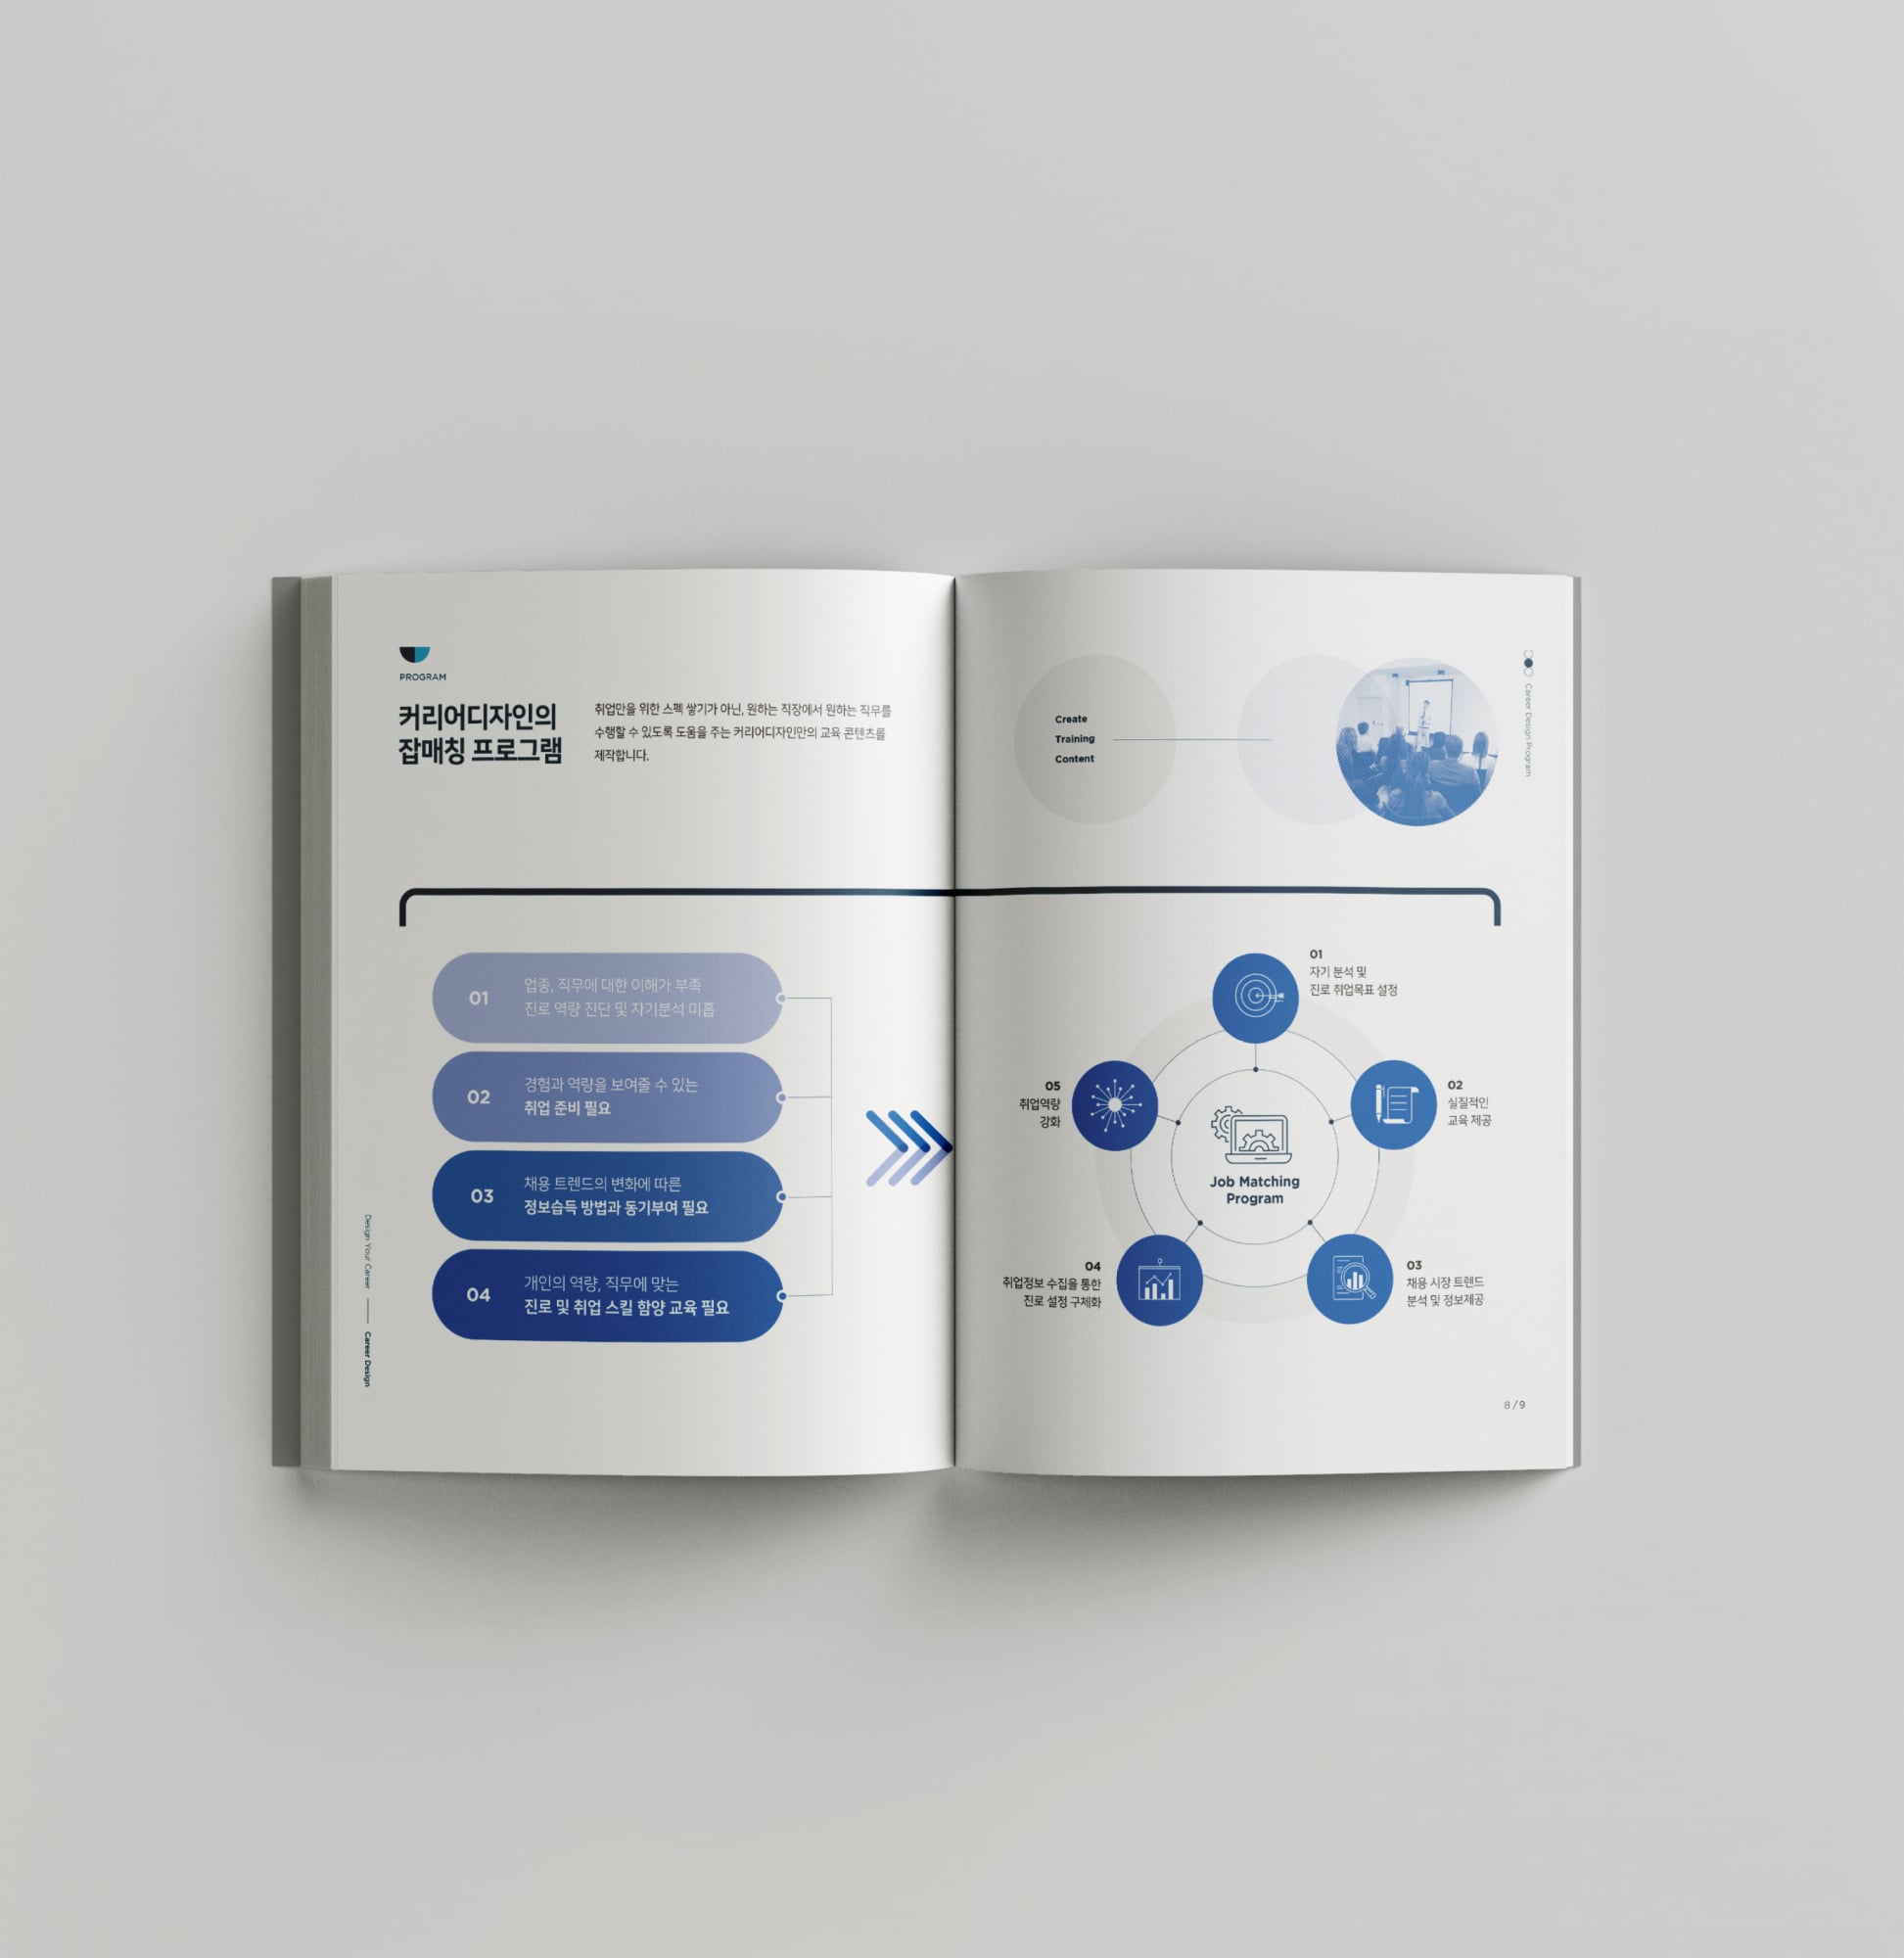 PROGRAM
커리어디자인의
잡매칭 프로그램
취업만을 위한 스펙 쌓기가 아닌, 원하는 직장에서 원하는 직무를
수행할 수 있도록 도움을 주는 커리어디자인만의 교육 콘텐츠를
제작합니다.
01
업종, 직무에 대한 이해가 부족
진로 역량 진단 및 자기분석 미흡
02
경험과 역량을 보여줄 수 있는
취업 준비 필요
03
채용 트렌드의 변화에 따른
정보습득 방법과 동기부여 필요
04
개인의 역량, 직무에 맞는
진로 및 취업 스킬 함양 교육 필요
Design Your Career
Career Design
Create
Training
Content
Career Design Program
01
자기 분석 및
진로 취업목표 설정
02
실질적인
교육 제공
03
채용 시장 트렌드
분석 및 정보제공
04
취업정보 수집을 통한
진로 설정 구체화
05
취업역량
강화
Job Matching
Program
8/9